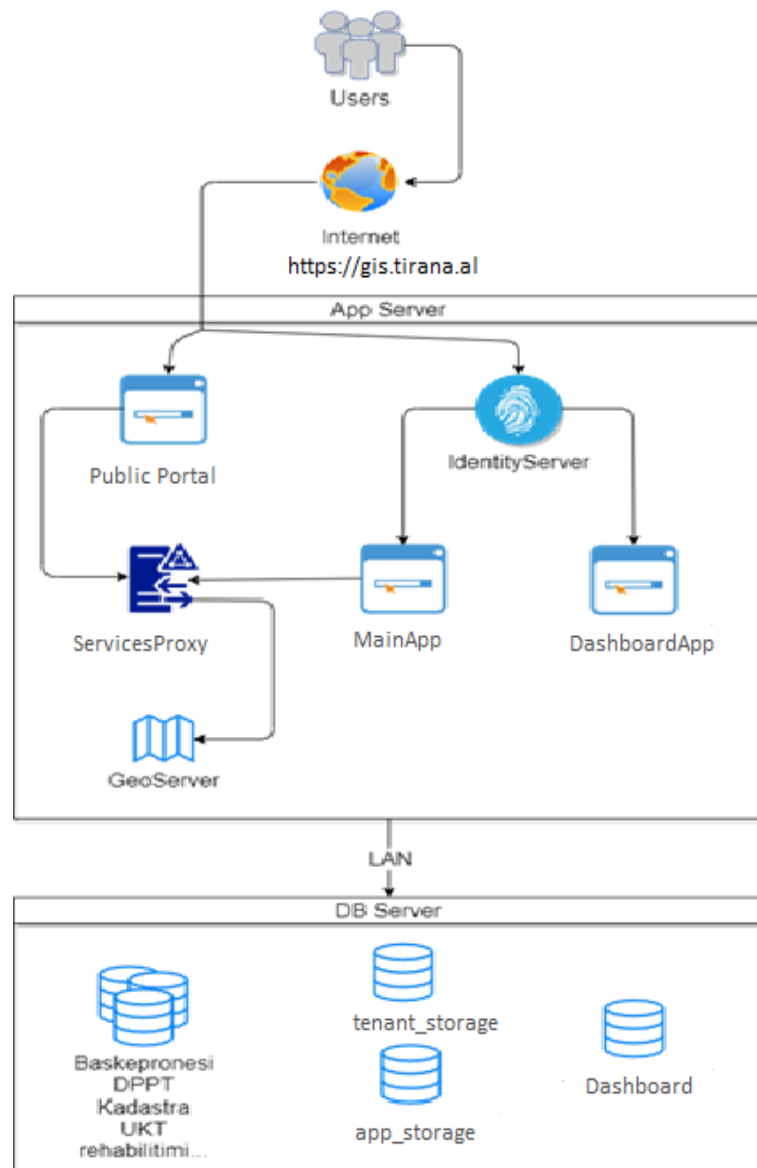 Users
Internet
https://gis.tirana.al
App Server
Public Portal
IdentityServer
ServicesProxy
MainApp
DashboardApp
GeoServer
LAN
DB Server
Baskepronesi
DPPT
Kadastra
UKT
rehabilitimi...
tenant_storage
app_storage
Dashboard